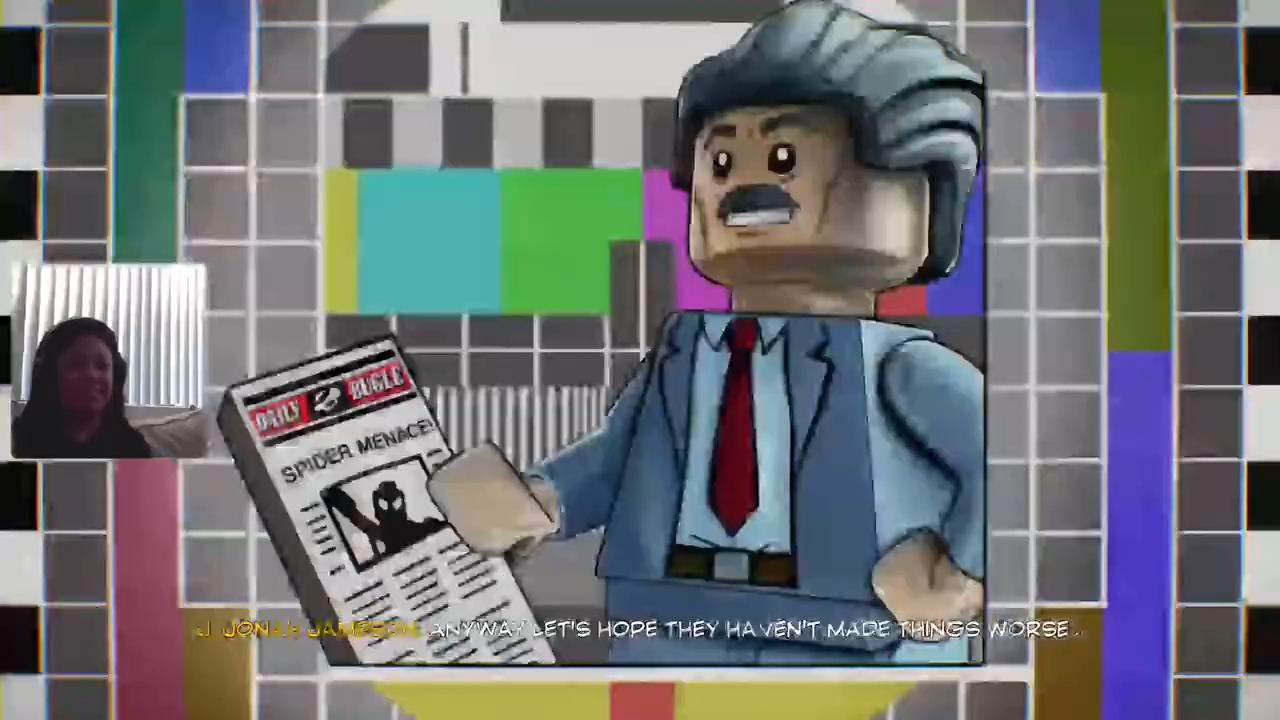 DAILY BUGLE
SPIDER MENACE!
J. JONAH JAMESON: ANYWAY LET'S HOPE THEY HAVEN'T MADE THINGS WORSE.